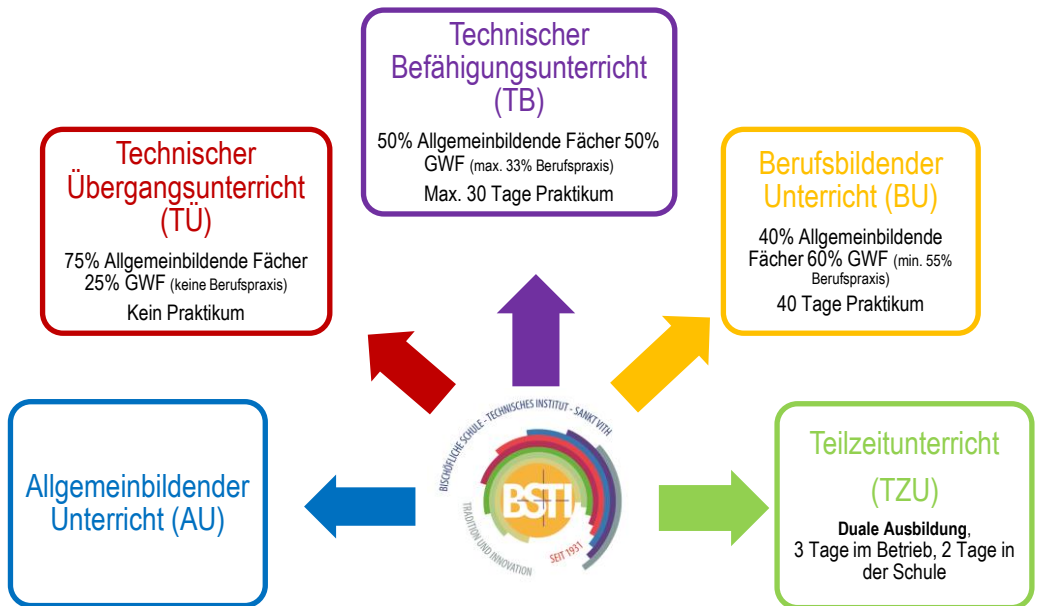 Technischer
Befähigungsunterricht
(TB)
50% Allgemeinbildende Fächer 50%
GWF (max. 33% Berufspraxis)
Max. 30 Tage Praktikum
Technischer
Übergangsunterricht
(TÜ)
75% Allgemeinbildende Fächer
25% GWF (keine Berufspraxis)
Kein Praktikum
Berufsbildender
Unterricht (BU)
40% Allgemeinbildende
Fächer 60% GWF (min. 55%
Berufspraxis)
40 Tage Praktikum
Allgemeinbildender
Unterricht (AU)
BISCHÖFLICHE SCHULE - TECHNISCHES INSTITUT - SANKT VITH
BSTI
TRADITION UND INNOVATION
SEIT 1931
Teilzeitunterricht
(TZU)
Duale Ausbildung,
3 Tage im Betrieb, 2 Tage in
der Schule